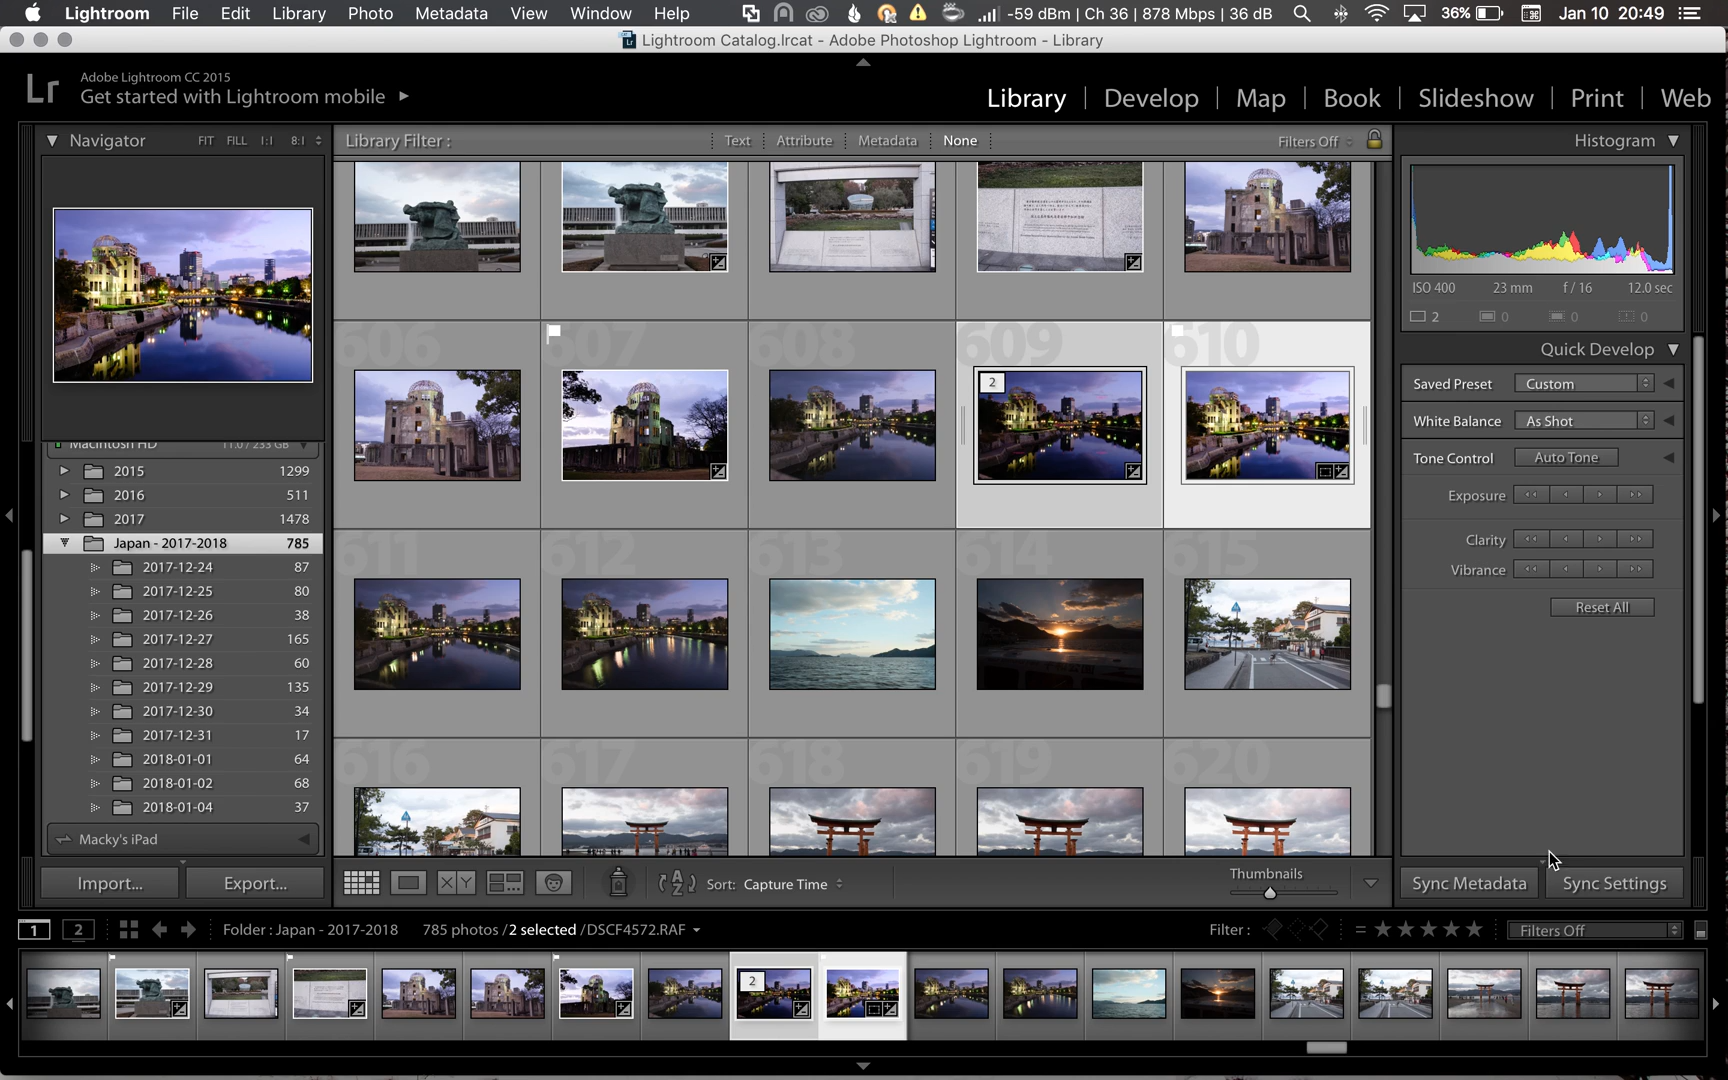 Lightroom File Edit Library Photo Metadata View Window Help -59 dBm | Ch 36 | 878 Mbps | 36 dB 36% Jan 10 20:49
Lightroom Catalog.lrcat - Adobe Photoshop Lightroom - Library
Lr
Adobe Lightroom CC 2015
Get started with Lightroom mobile
Library | Develop | Map | Book | Slideshow | Print | Web
Navigator FIT FILL 1:1 8:1
Library Filter : Text Attribute Metadata None Filters Off
Histogram
ISO 400 23 mm f / 16 12.0 sec
2 0 0 0
Quick Develop
Saved Preset Custom
White Balance As Shot
Tone Control Auto Tone
Exposure
Clarity
Vibrance
Reset All
Macintosh HD 11.0 / 233 GB
2015 1299
2016 511
2017 1478
Japan - 2017-2018 785
2017-12-24 87
2017-12-25 80
2017-12-26 38
2017-12-27 165
2017-12-28 60
2017-12-29 135
2017-12-30 34
2017-12-31 17
2018-01-01 64
2018-01-02 68
2018-01-04 37
Macky's iPad
606 607 608 609 610
2
611 612 613 614 615
616 617 618 619 620
Import... Export...
X Y
A Z Sort: Capture Time
Thumbnails
Sync Metadata Sync Settings
1 2 Folder : Japan - 2017-2018 785 photos / 2 selected / DSCF4572.RAF Filter : Filters Off
2